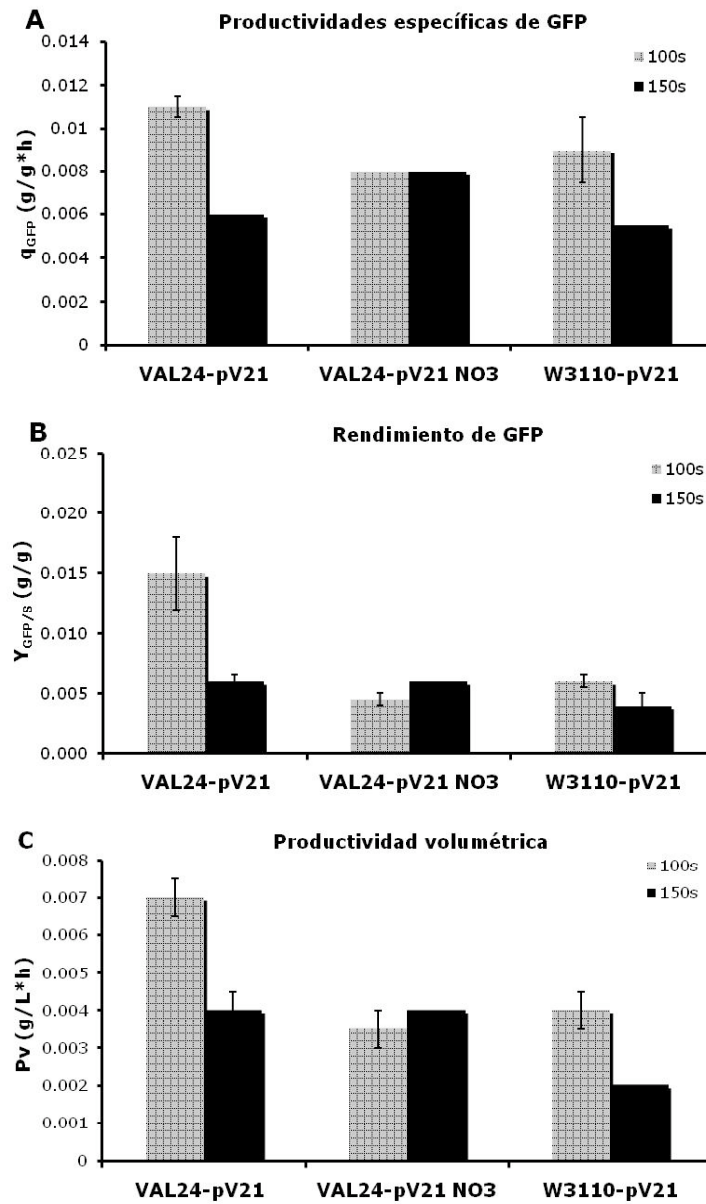 A
Productividades específicas de GFP
100s
150s
qGFP (g/g*h)
0.014
0.012
0.01
0.008
0.006
0.004
0.002
0
VAL24-pV21 VAL24-pV21 NO3 W3110-pV21
B
Rendimiento de GFP
100s
150s
YGFP/S (g/g)
0.025
0.020
0.015
0.010
0.005
0.000
VAL24-pV21 VAL24-pV21 NO3 W3110-pV21
C
Productividad volumétrica
100s
150s
Pv (g/L*h)
0.008
0.007
0.006
0.005
0.004
0.003
0.002
0.001
0
VAL24-pV21 VAL24-pV21 NO3 W3110-pV21